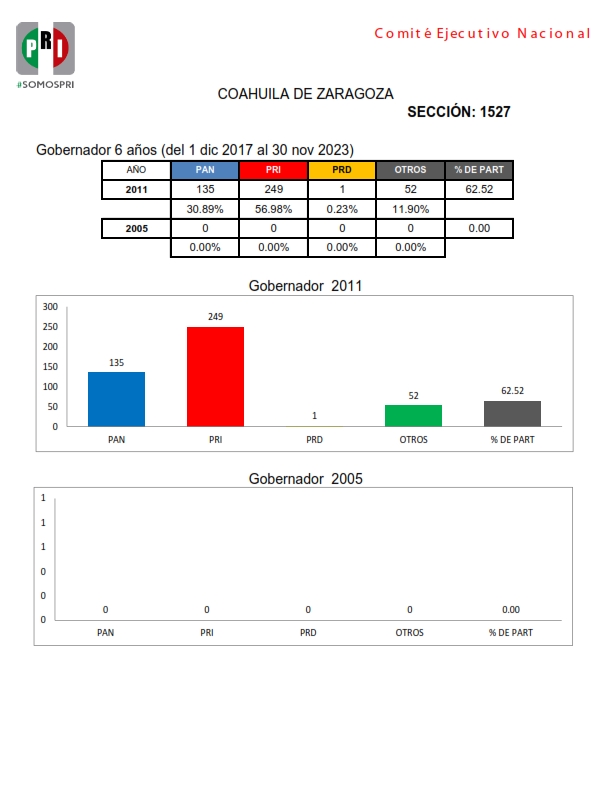 PRI
#SOMOSPRI
Comité Ejecutivo Nacional
COAHUILA DE ZARAGOZA
SECCIÓN: 1527
Gobernador 6 años (del 1 dic 2017 al 30 nov 2023)
AÑO PAN PRI PRD OTROS % DE PART
2011 135 249 1 52 62.52
30.89% 56.98% 0.23% 11.90%
2005 0 0 0 0 0.00
0.00% 0.00% 0.00% 0.00%
Gobernador 2011
300
250
200
150
100
50
0
135
249
1
52
62.52
PAN PRI PRD OTROS % DE PART
Gobernador 2005
1
1
1
0
0
0
0 0 0 0 0.00
PAN PRI PRD OTROS % DE PART